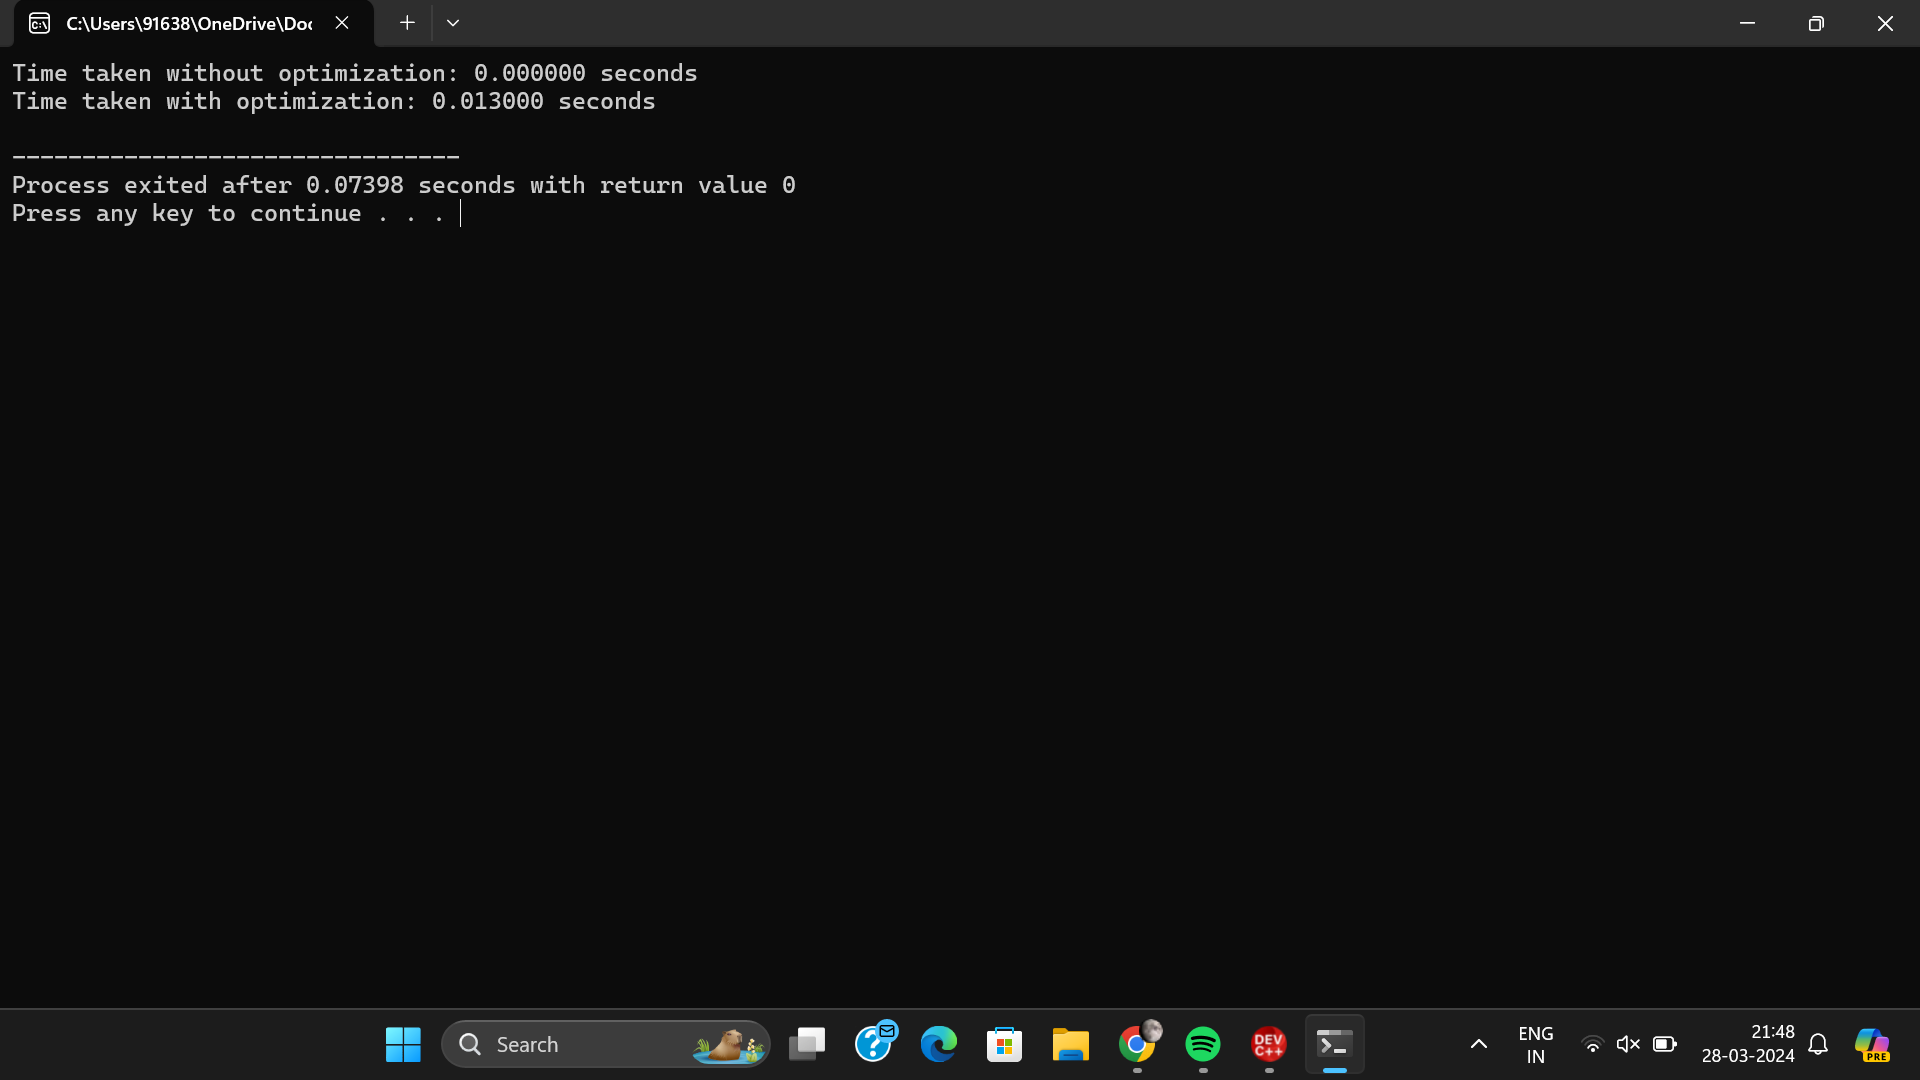 C:\Users\91638\OneDrive\Doc
Time taken without optimization: 0.000000 seconds
Time taken with optimization: 0.013000 seconds
--------------------------------
Process exited after 0.07398 seconds with return value 0
Press any key to continue . . .
Search
DEV
C++
ENG
IN
21:48
28-03-2024
PRE